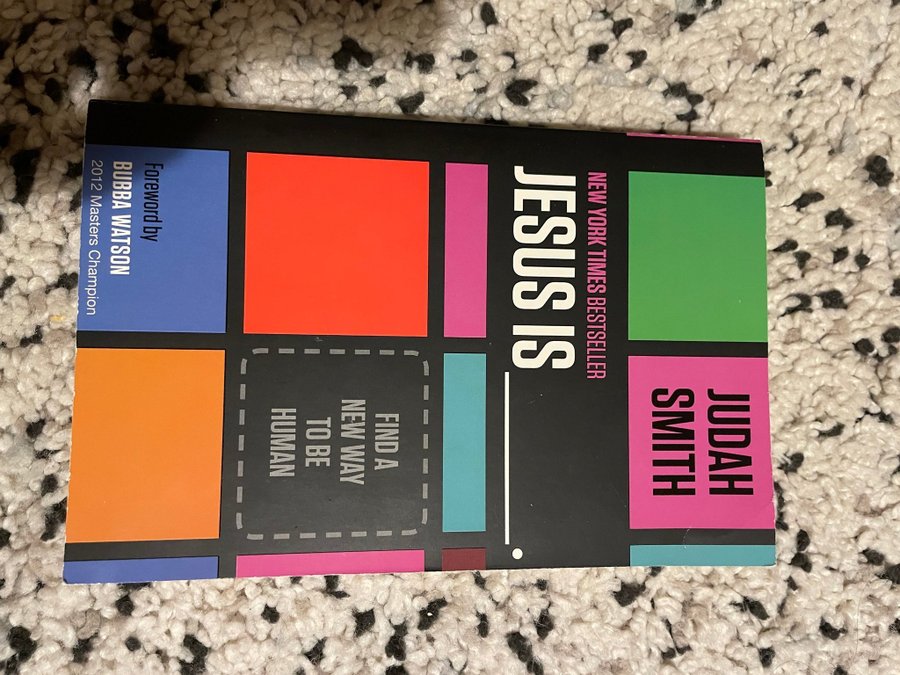 JUDAH
SMITH
NEW YORK TIMES BESTSELLER
JESUS IS ______.
FIND A
NEW WAY
TO BE
HUMAN
Foreword by
BUBBA WATSON
2012 Masters Champion